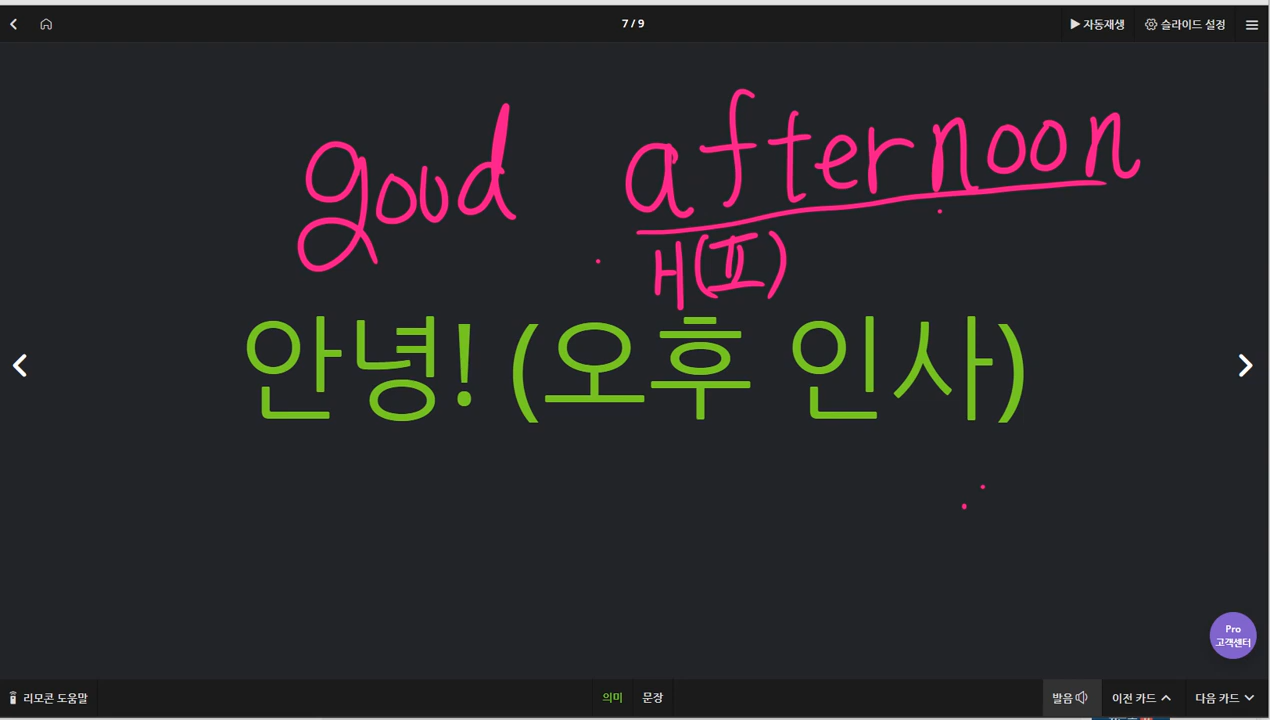 7 / 9
자동재생
슬라이드 설정
good afternoon
H(II)
안녕! (오후 인사)
Pro
고객센터
리모콘 도움말
의미
문장
발음
이전 카드
다음 카드